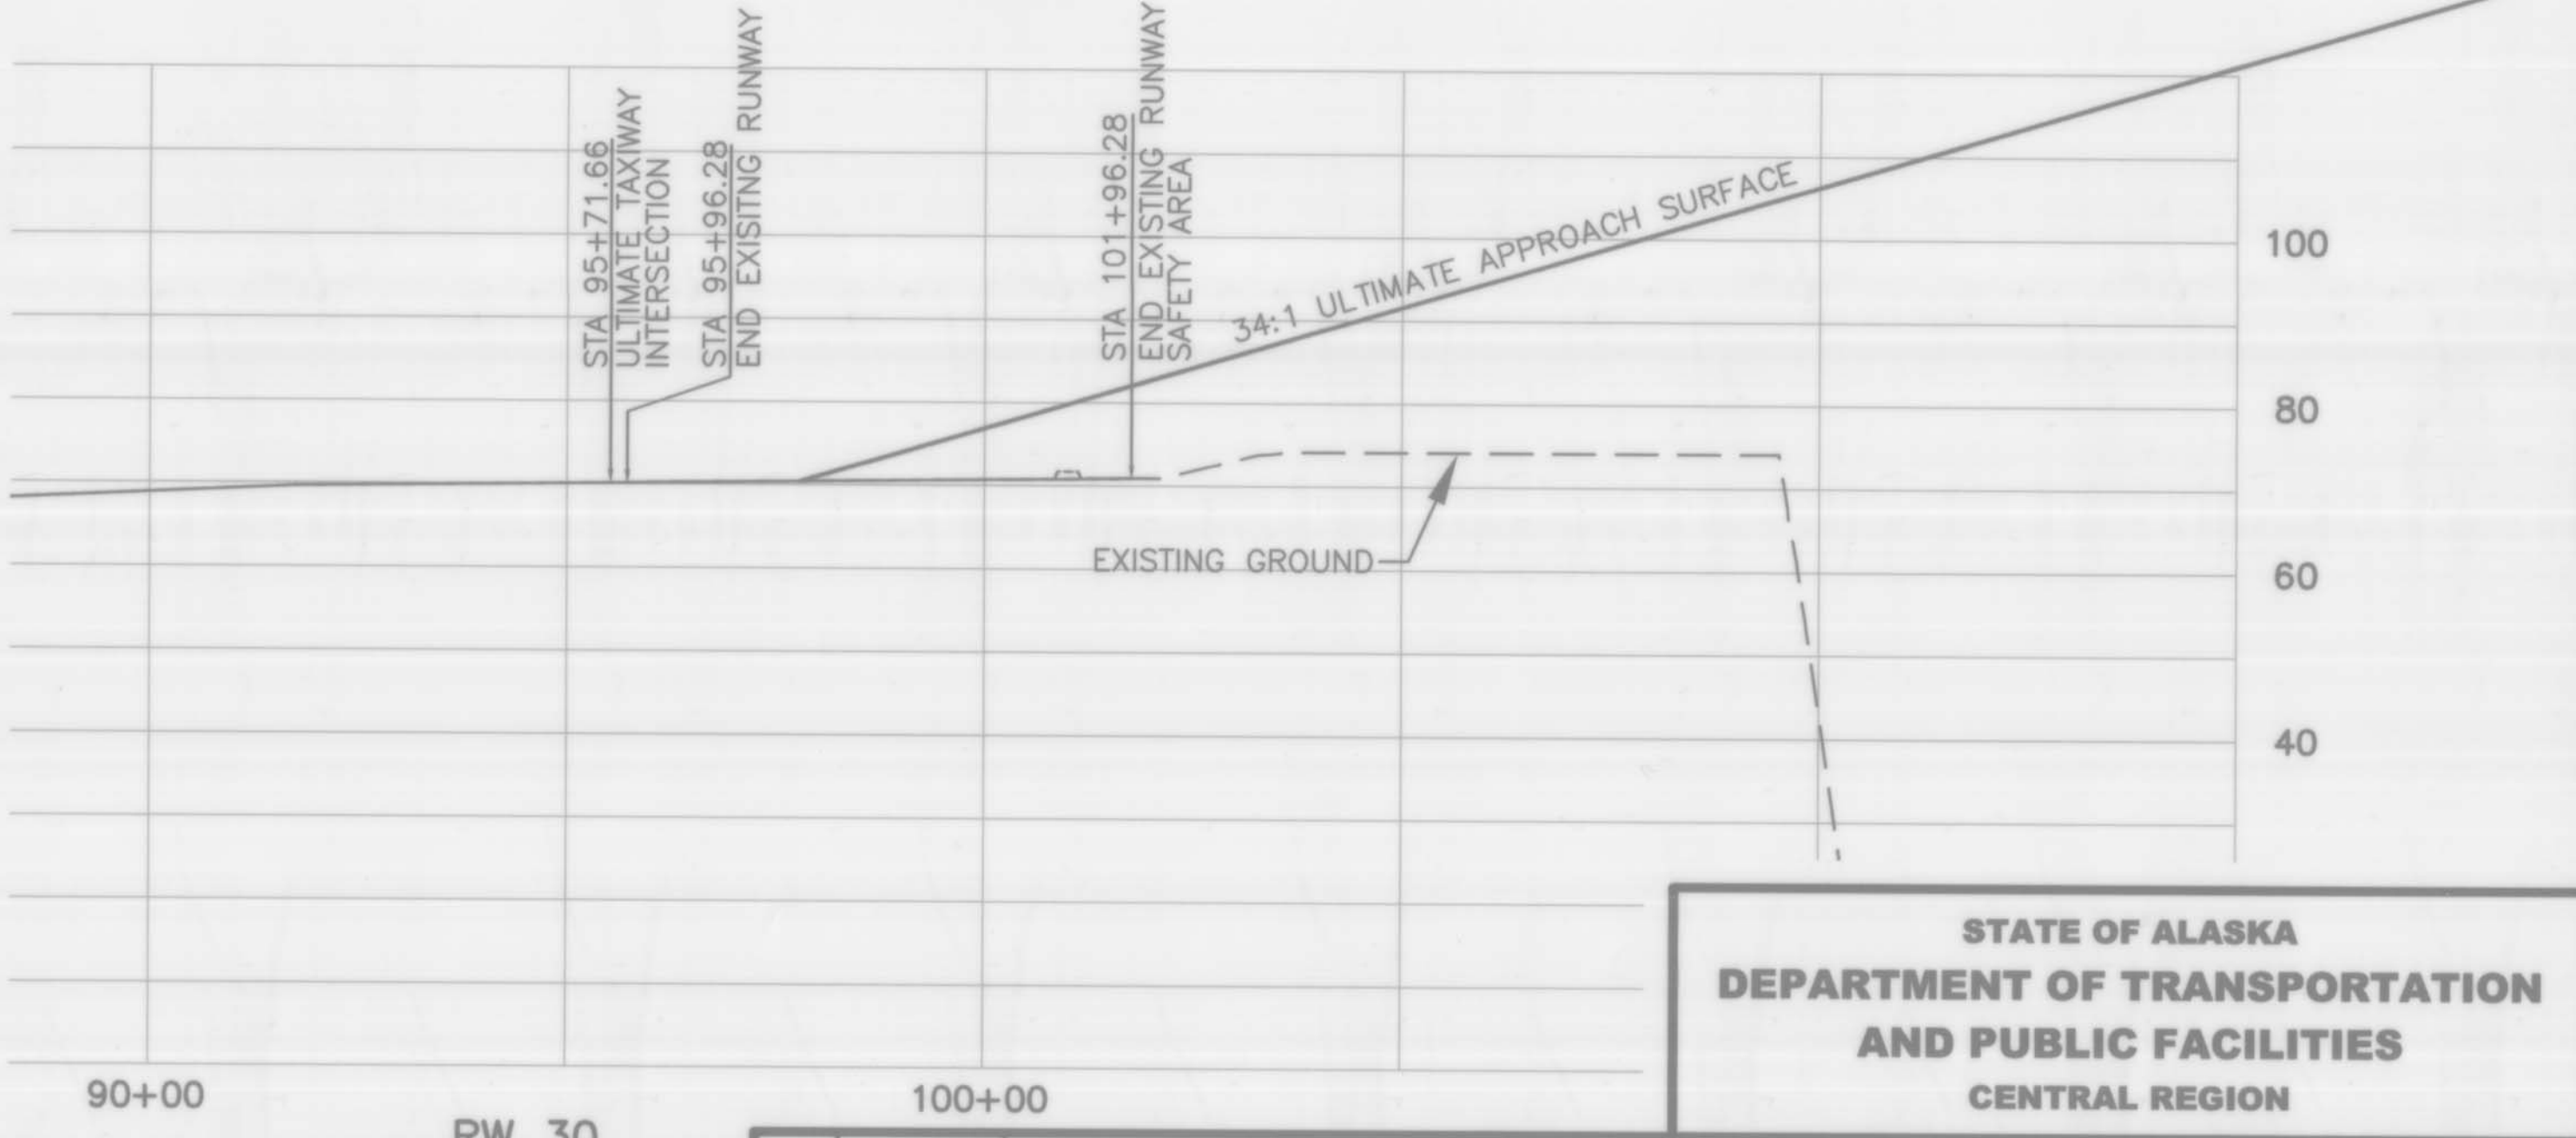 STA 95+71.66
ULTIMATE TAXIWAY
INTERSECTION
STA 95+96.28
END EXISITNG RUNWAY
STA 101+96.28
END EXISTING RUNWAY
SAFETY AREA
34:1 ULTIMATE APPROACH SURFACE
100
80
60
40
EXISTING GROUND
90+00
100+00
RW 30
STATE OF ALASKA
DEPARTMENT OF TRANSPORTATION
AND PUBLIC FACILITIES
CENTRAL REGION